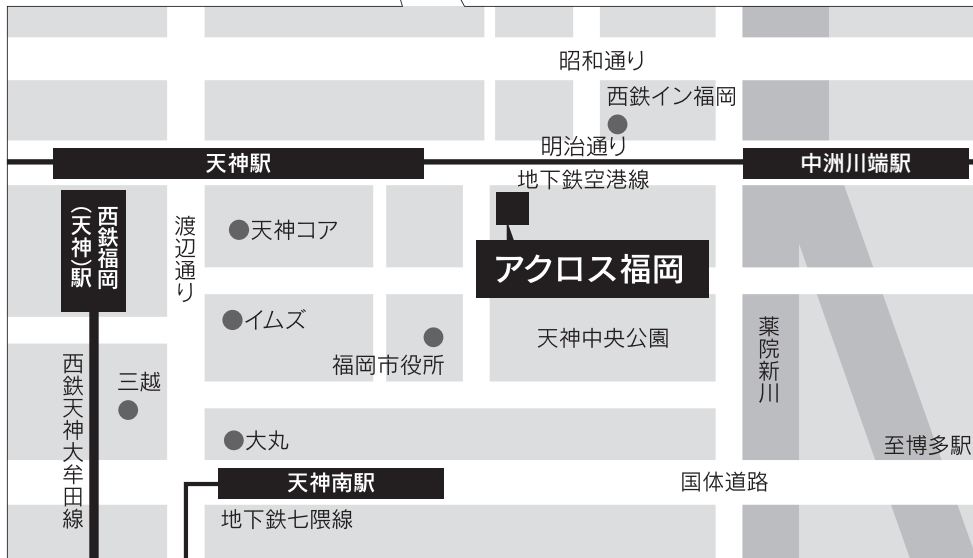 昭和通り
西鉄イン福岡
明治通り
天神駅
中洲川端駅
地下鉄空港線
西鉄福岡
（天神）駅
渡辺通り
天神コア
アクロス福岡
イムズ
福岡市役所
天神中央公園
薬院新川
三越
西鉄天神大牟田線
大丸
至博多駅
天神南駅
国体道路
地下鉄七隈線